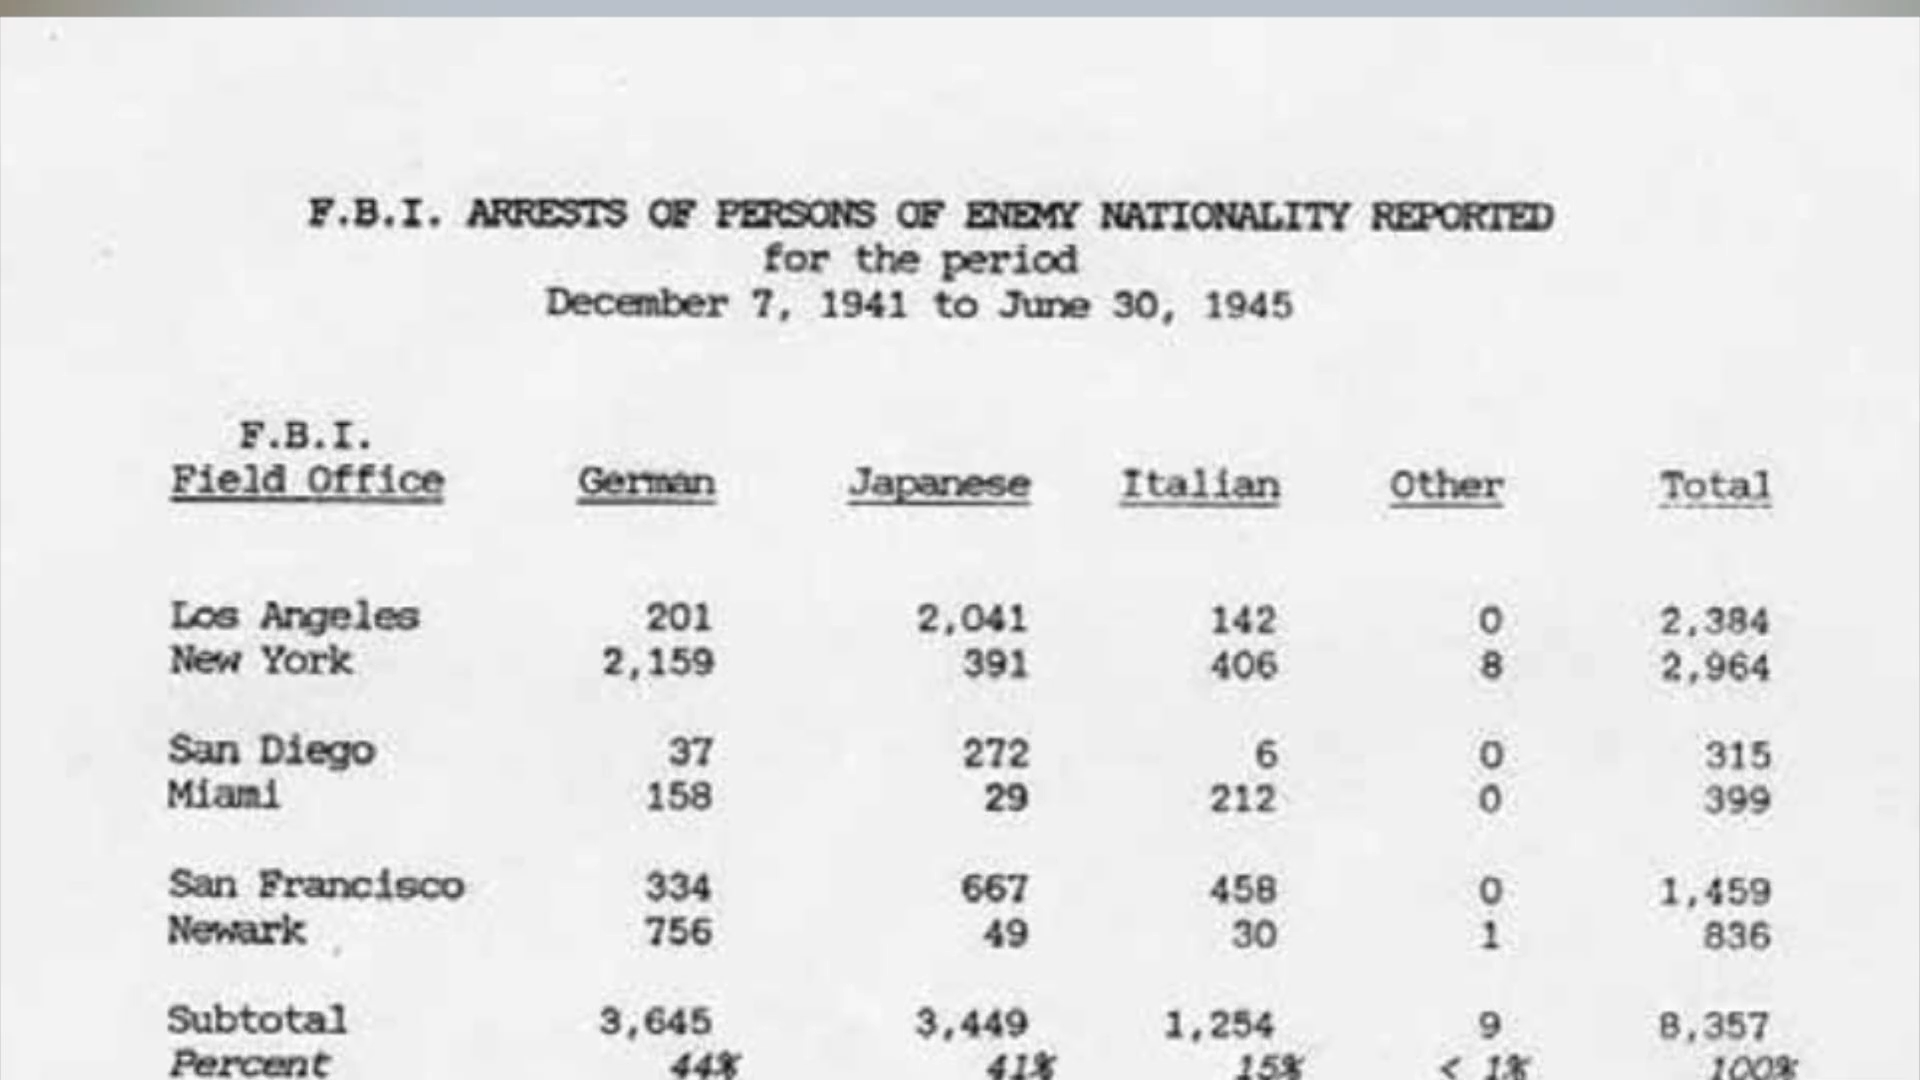 F.B.I. ARRESTS OF PERSONS OF ENEMY NATIONALITY REPORTED
for the period
December 7, 1941 to June 30, 1945
F.B.I.
Field Office German Japanese Italian Other Total
Los Angeles 201 2,041 142 0 2,384
New York 2,159 391 406 8 2,964
San Diego 37 272 6 0 315
Miami 158 29 212 0 399
San Francisco 334 667 458 0 1,459
Newark 756 49 30 1 836
Subtotal 3,645 3,449 1,254 9 8,357
Percent 44% 41% 15% < 1% 100%